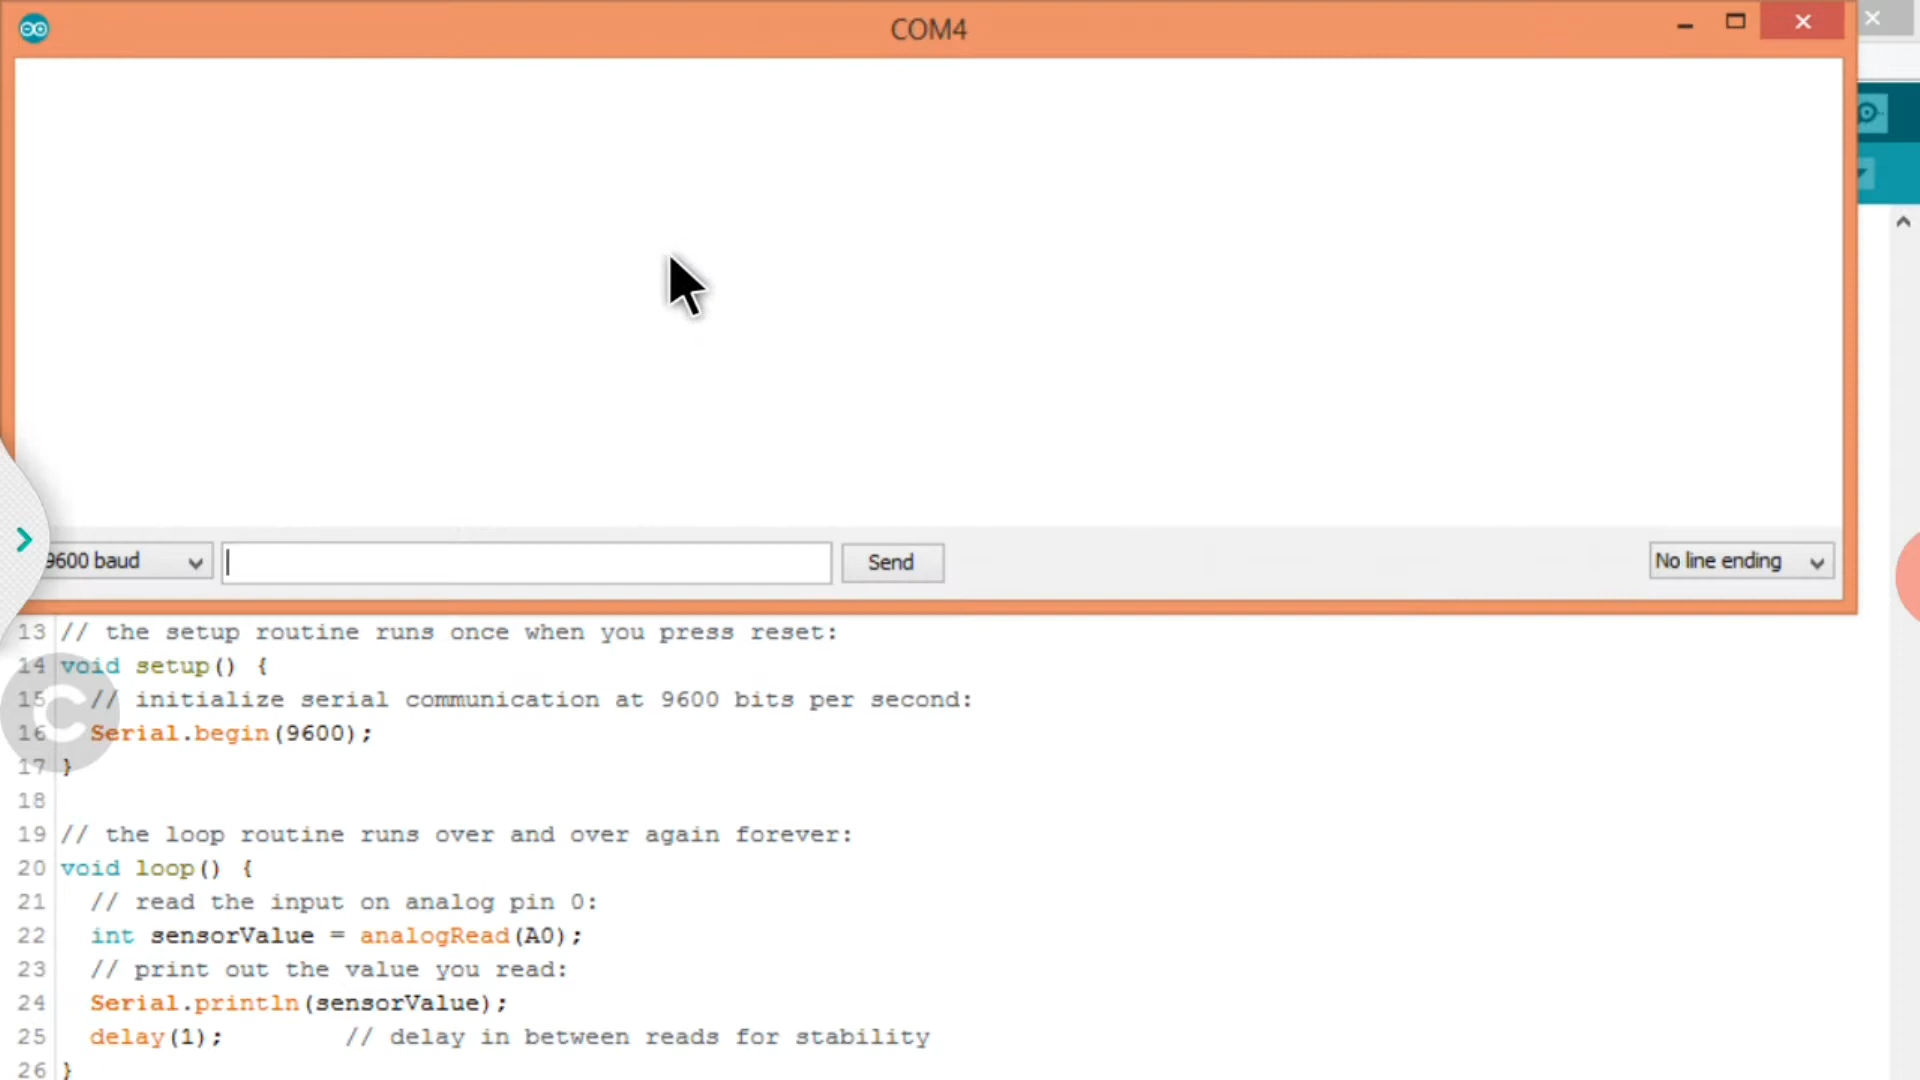 COM4
9600 baud
Send
No line ending
13 // the setup routine runs once when you press reset:
14 void setup() {
15 // initialize serial communication at 9600 bits per second:
16 Serial.begin(9600);
17 }
18
19 // the loop routine runs over and over again forever:
20 void loop() {
21 // read the input on analog pin 0:
22 int sensorValue = analogRead(A0);
23 // print out the value you read:
24 Serial.println(sensorValue);
25 delay(1); // delay in between reads for stability
26 }
C